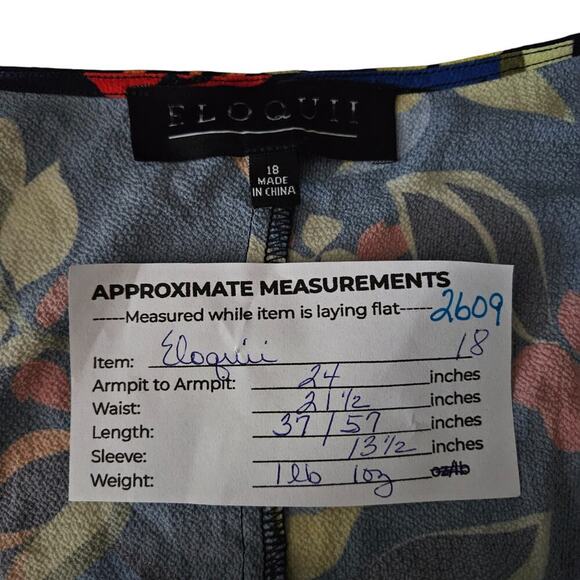 ELOQUII
18
MADE
IN CHINA
APPROXIMATE MEASUREMENTS
-----Measured while item is laying flat----- 2609
Item: Eloquii 18
Armpit to Armpit: 24 inches
Waist: 21 1/2
Length: 37/57 inches
Sleeve: 13 1/2 inches
Weight: 1 lb 1 oz oz/lb